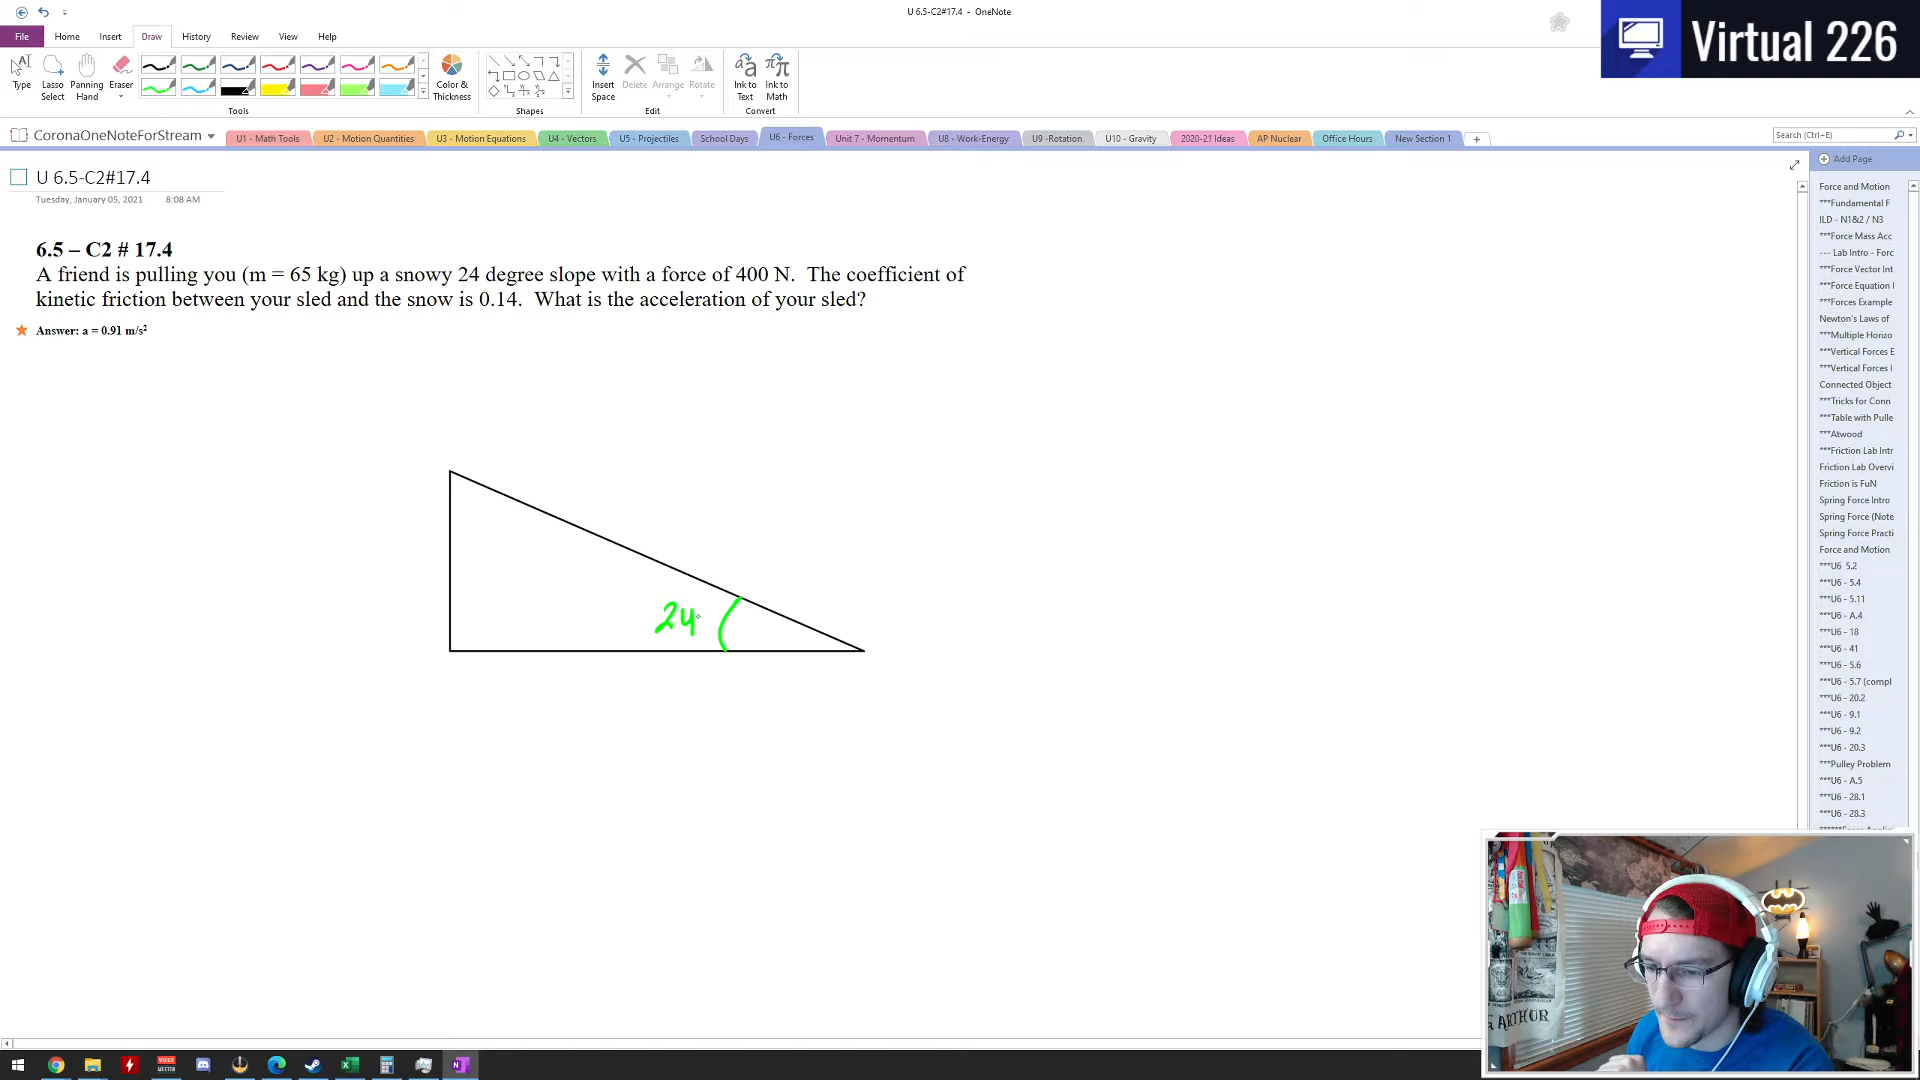 U 6.5-C2#17.4 - OneNote
Virtual 226
File Home Insert Draw History Review View Help
Type
Lasso Select
Panning Hand
Eraser
Color & Thickness
Insert Space
Delete
Arrange
Rotate
Ink to Text
Ink to Math
Tools
Shapes
Edit
Convert
CoronaOneNoteForStream
U1 - Math Tools
U2 - Motion Quantities
U3 - Motion Equations
U4 - Vectors
U5 - Projectiles
School Days
U6 - Forces
Unit 7 - Momentum
U8 - Work-Energy
U9 -Rotation
U10 - Gravity
2020-21 Ideas
AP Nuclear
Office Hours
New Section 1
Search (Ctrl+E)
U 6.5-C2#17.4
Tuesday, January 05, 2021 8:08 AM
6.5 – C2 # 17.4
A friend is pulling you (m = 65 kg) up a snowy 24 degree slope with a force of 400 N. The coefficient of
kinetic friction between your sled and the snow is 0.14. What is the acceleration of your sled?
Answer: a = 0.91 m/s²
24
Add Page
Force and Motion
***Fundamental F
ILD - N1&2 / N3
***Force Mass Acc
--- Lab Intro - Forc
***Force Vector Int
***Force Equation I
***Forces Example
Newton's Laws of
***Multiple Horizo
***Vertical Forces E
***Vertical Forces I
Connected Object
***Tricks for Conn
***Table with Pulle
***Atwood
***Friction Lab Intr
Friction Lab Overvi
Friction is FuN
Spring Force Intro
Spring Force (Note
Spring Force Practi
Force and Motion
***U6 5.2
***U6 - 5.4
***U6 - 5.11
***U6 - A.4
***U6 - 18
***U6 - 41
***U6 - 5.6
***U6 - 5.7 (compl
***U6 - 20.2
***U6 - 9.1
***U6 - 9.2
***U6 - 20.3
***Pulley Problem
***U6 - A.5
***U6 - 28.1
***U6 - 28.3